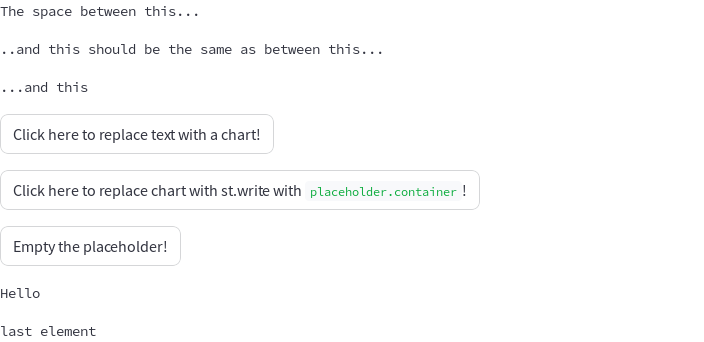 The space between this...
..and this should be the same as between this...
...and this
Click here to replace text with a chart!
Click here to replace chart with st.write with placeholder.container !
Empty the placeholder!
Hello
last element